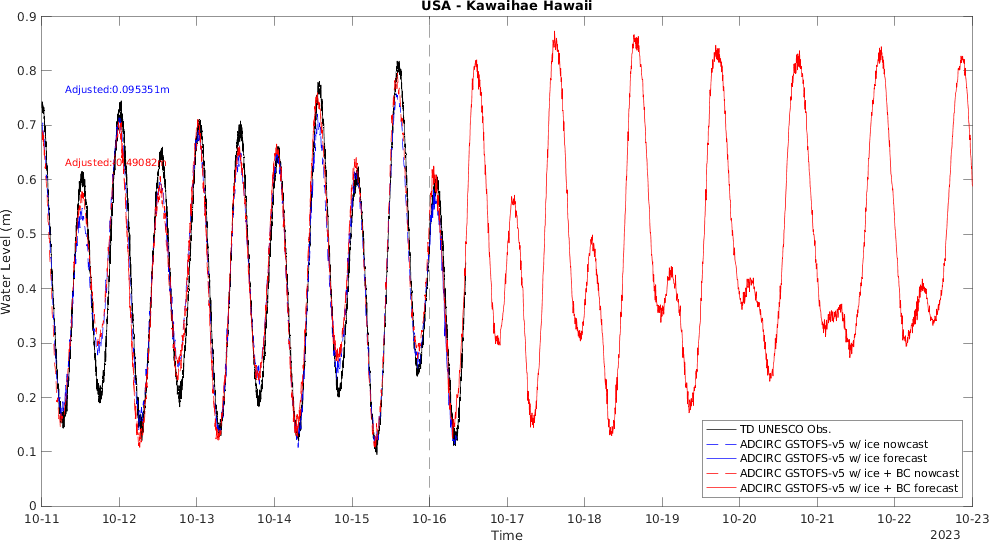 USA - Kawaihae Hawaii
0.9
0.8
0.7
0.6
0.5
0.4
0.3
0.2
0.1
0
Water Level (m)
Adjusted:0.095351m
Adjusted:0.49082m
TD UNESCO Obs.
ADCIRC GSTOFS-v5 w/ ice nowcast
ADCIRC GSTOFS-v5 w/ ice forecast
ADCIRC GSTOFS-v5 w/ ice + BC nowcast
ADCIRC GSTOFS-v5 w/ ice + BC forecast
10-11 10-12 10-13 10-14 10-15 10-16 10-17 10-18 10-19 10-20 10-21 10-22 10-23
Time
2023